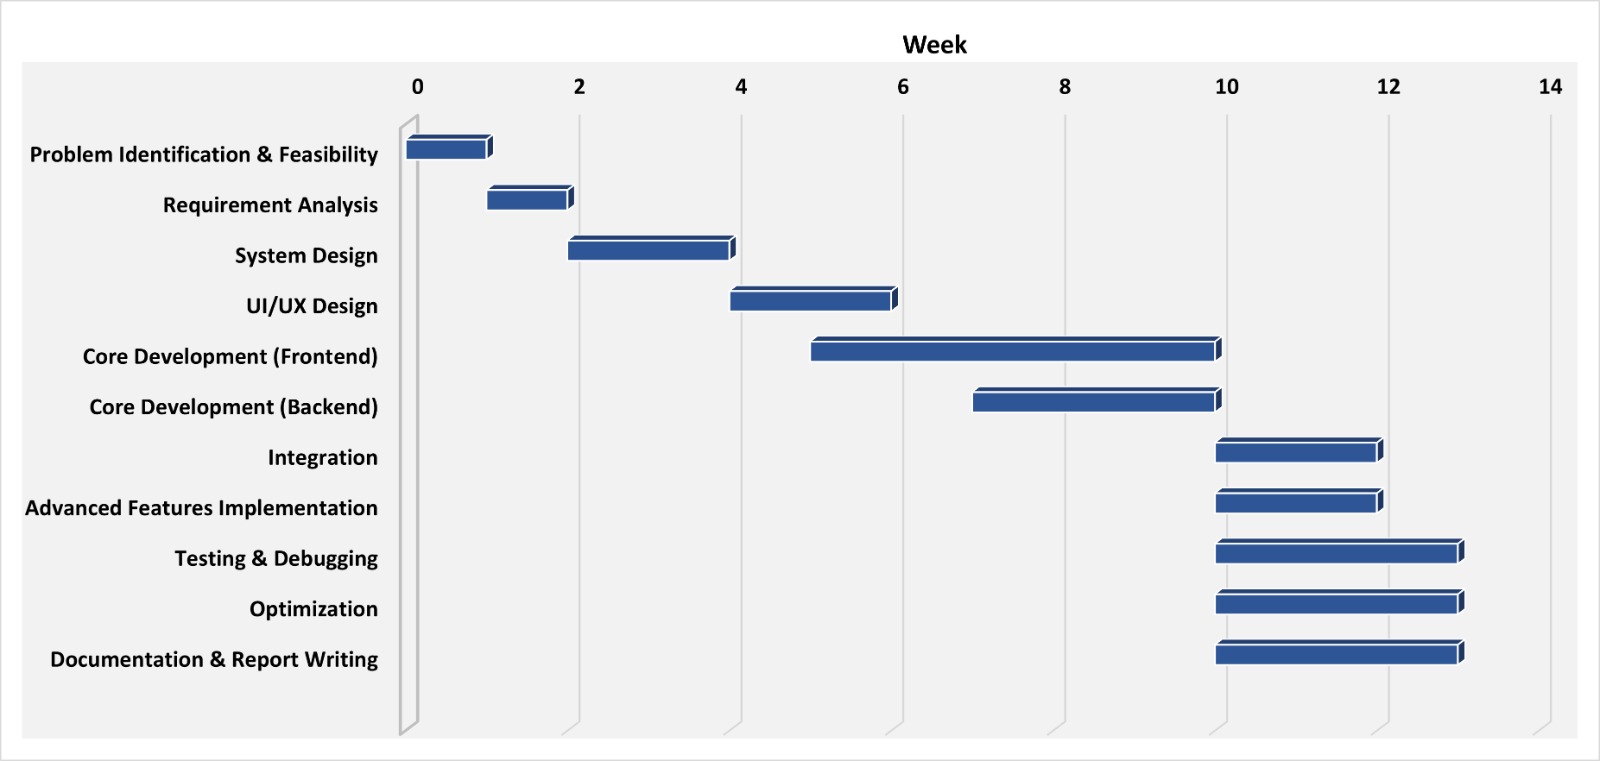 Week
0 2 4 6 8 10 12 14
Problem Identification & Feasibility
Requirement Analysis
System Design
UI/UX Design
Core Development (Frontend)
Core Development (Backend)
Integration
Advanced Features Implementation
Testing & Debugging
Optimization
Documentation & Report Writing